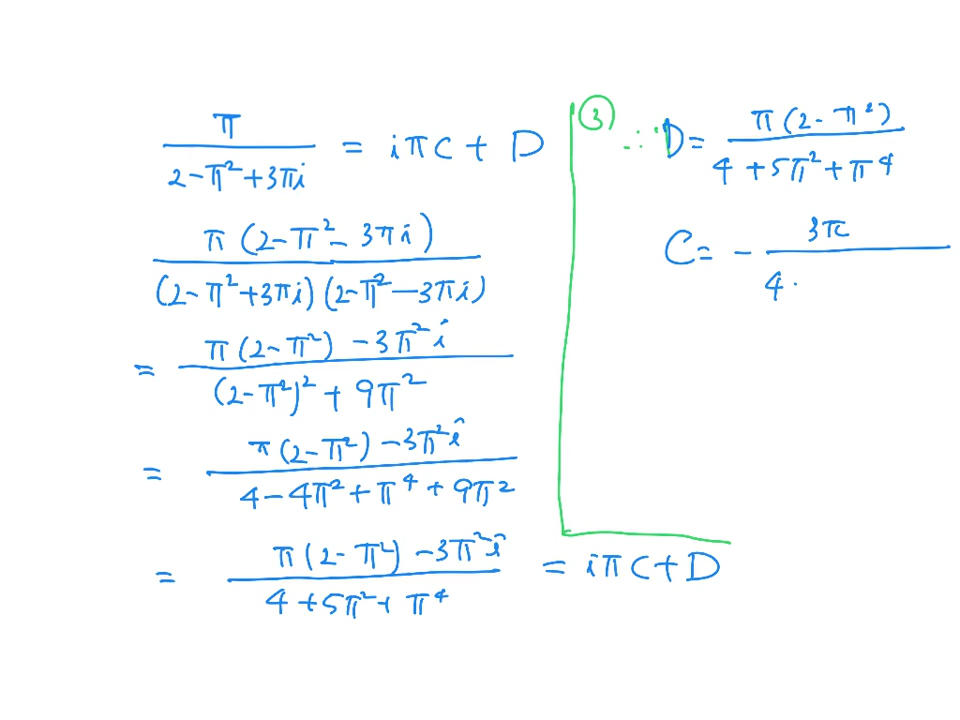 π/(2-π²+3πi) = iπC + D
π(2-π²-3πi)/((2-π²+3πi)(2-π²-3πi))
= (π(2-π²) -3π²i)/((2-π²)² + 9π²)
= (π(2-π²) -3π²i)/(4-4π²+π⁴+9π²)
= (π(2-π²) -3π²i)/(4+5π²+π⁴) = iπC+D
③ ∴ D= π(2-π²)/(4+5π²+π⁴)
C= - 3π/(4.